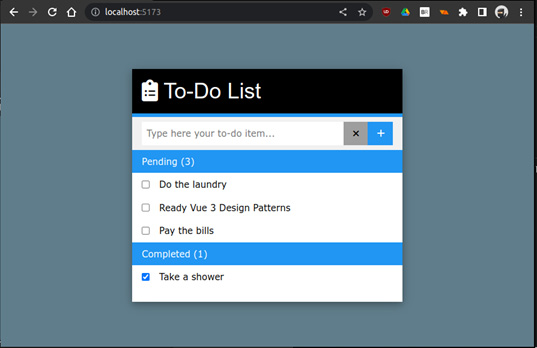 localhost:5173
To-Do List
Type here your to-do item...
× +
Pending (3)
Do the laundry
Ready Vue 3 Design Patterns
Pay the bills
Completed (1)
Take a shower